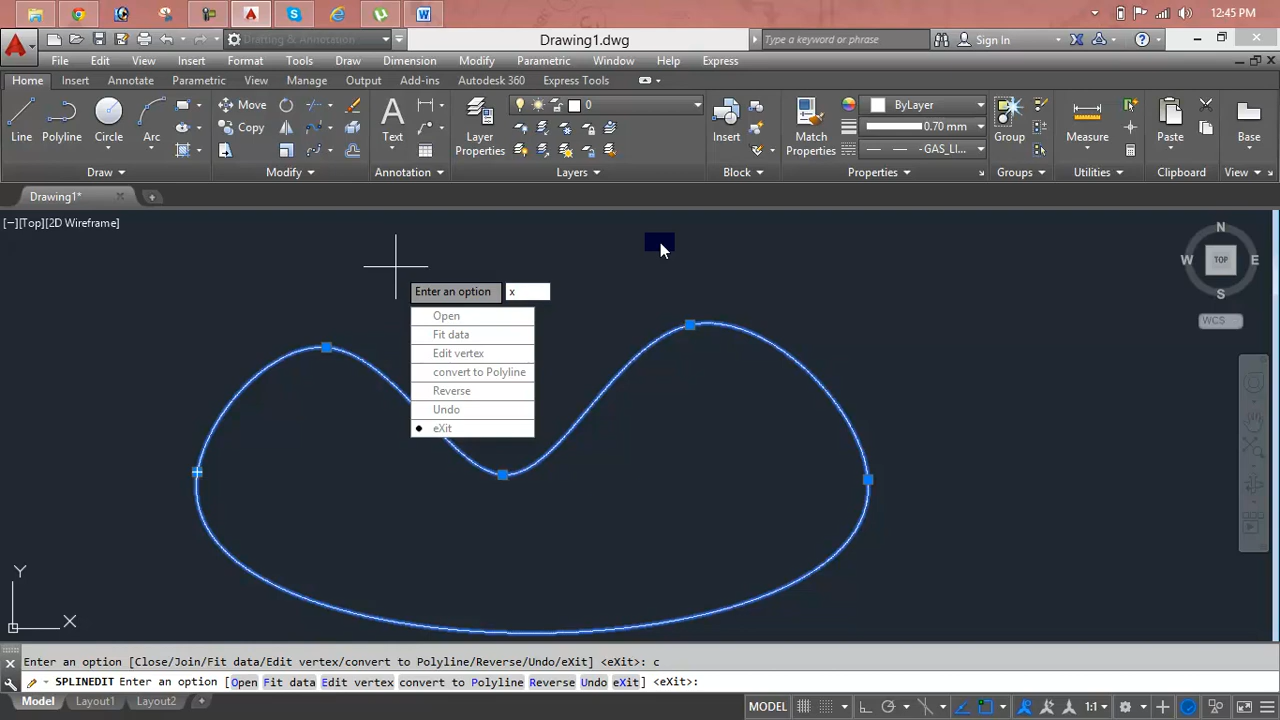 12:45 PM
Drafting & Annotation
Drawing1.dwg
Type a keyword or phrase
Sign In
File Edit View Insert Format Tools Draw Dimension Modify Parametric Window Help Express
Home Insert Annotate Parametric View Manage Output Add-ins Autodesk 360 Express Tools
Move
Copy
Line Polyline Circle Arc
Text
Layer Properties
0
Insert
Match Properties
ByLayer
0.70 mm
GAS_LI...
Group
Measure
Paste
Base
Draw Modify Annotation Layers Block Properties Groups Utilities Clipboard View
Drawing1*
[−][Top][2D Wireframe]
N
W TOP E
S
WCS
Enter an option x
Open
Fit data
Edit vertex
convert to Polyline
Reverse
Undo
eXit
Y
X
Enter an option [Close/Join/Fit data/Edit vertex/convert to Polyline/Reverse/Undo/eXit] <eXit>: c
SPLINEDIT Enter an option [Open Fit data Edit vertex convert to Polyline Reverse Undo eXit] <eXit>:
Model Layout1 Layout2
MODEL
1:1